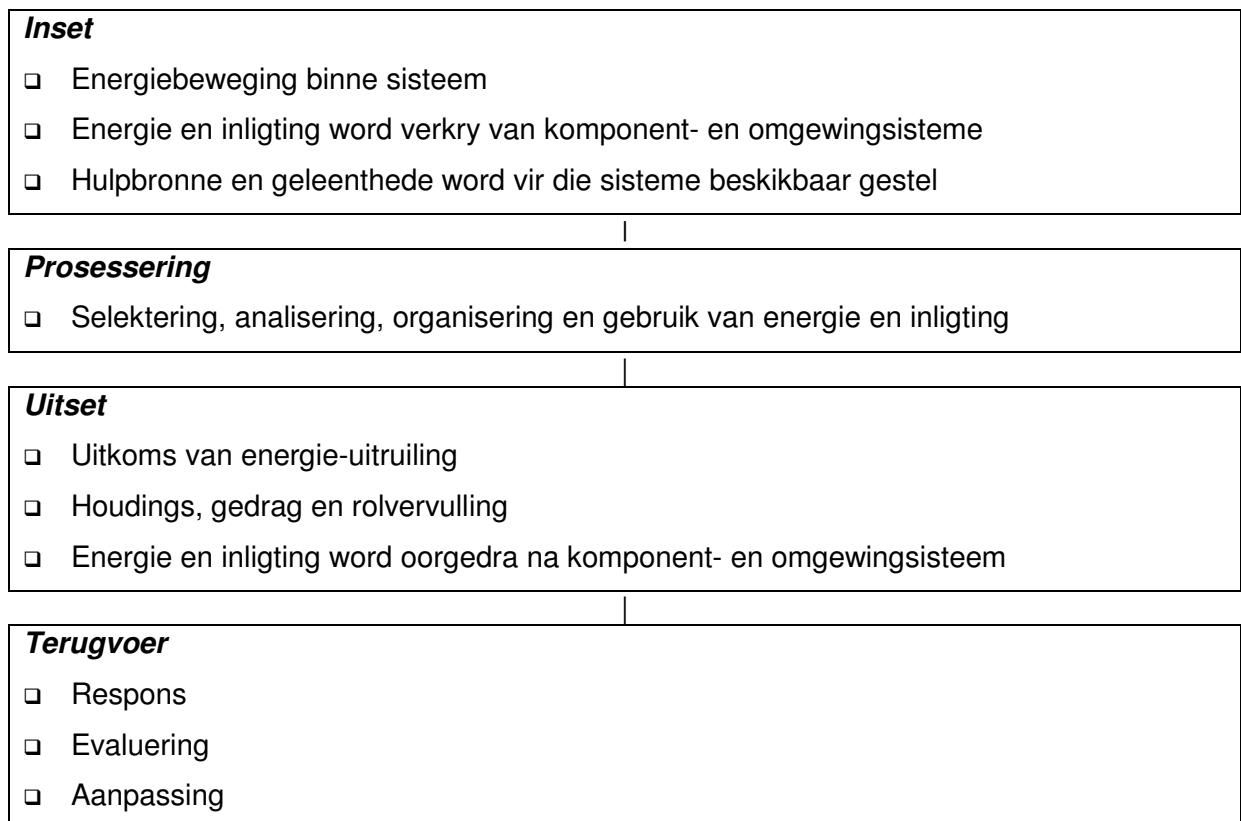 Inset
❑ Energiebeweging binne sisteem
❑ Energie en inligting word verkry van komponent- en omgewingsisteme
❑ Hulpbronne en geleenthede word vir die sisteme beskikbaar gestel
Prosessering
❑ Selektering, analisering, organisering en gebruik van energie en inligting
Uitset
❑ Uitkoms van energie-uitruiling
❑ Houdings, gedrag en rolvervulling
❑ Energie en inligting word oorgedra na komponent- en omgewingsisteem
Terugvoer
❑ Respons
❑ Evaluering
❑ Aanpassing